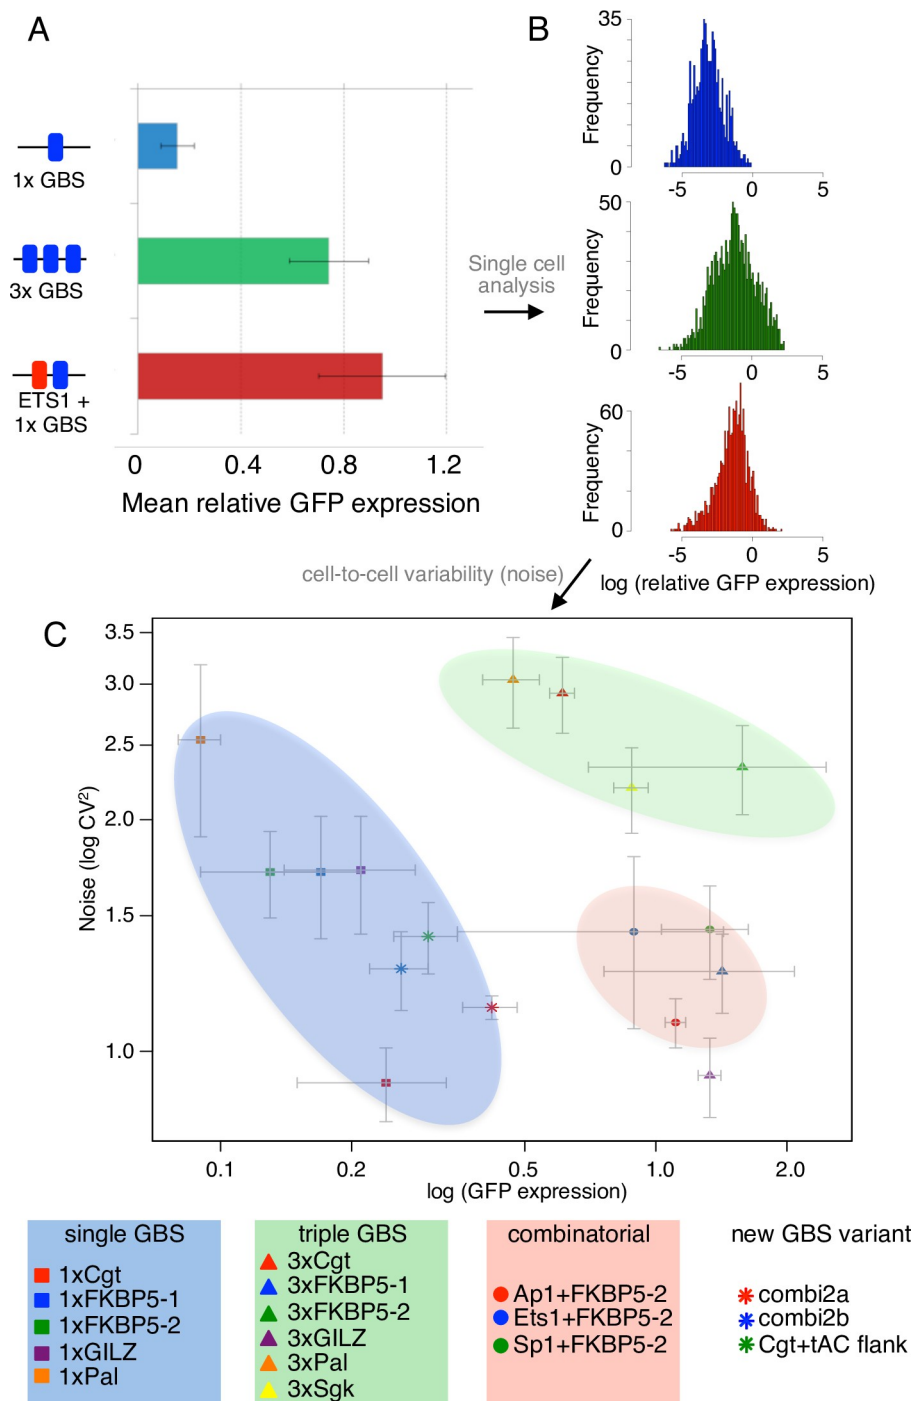 A
1x GBS
3x GBS
ETS1 +
1x GBS
0 0.4 0.8 1.2
Mean relative GFP expression
Single cell
analysis
B
35
Frequency
0
-5 0 5
50
Frequency
0
-5 0 5
60
Frequency
0
-5 0 5
log (relative GFP expression)
cell-to-cell variability (noise)
C
3.5
3.0
2.5
2.0
1.5
1.0
Noise (log CV²)
0.1 0.2 0.5 1.0 2.0
log (GFP expression)
single GBS
1xCgt
1xFKBP5-1
1xFKBP5-2
1xGILZ
1xPal
triple GBS
3xCgt
3xFKBP5-1
3xFKBP5-2
3xGILZ
3xPal
3xSgk
combinatorial
Ap1+FKBP5-2
Ets1+FKBP5-2
Sp1+FKBP5-2
new GBS variant
combi2a
combi2b
Cgt+tAC flank